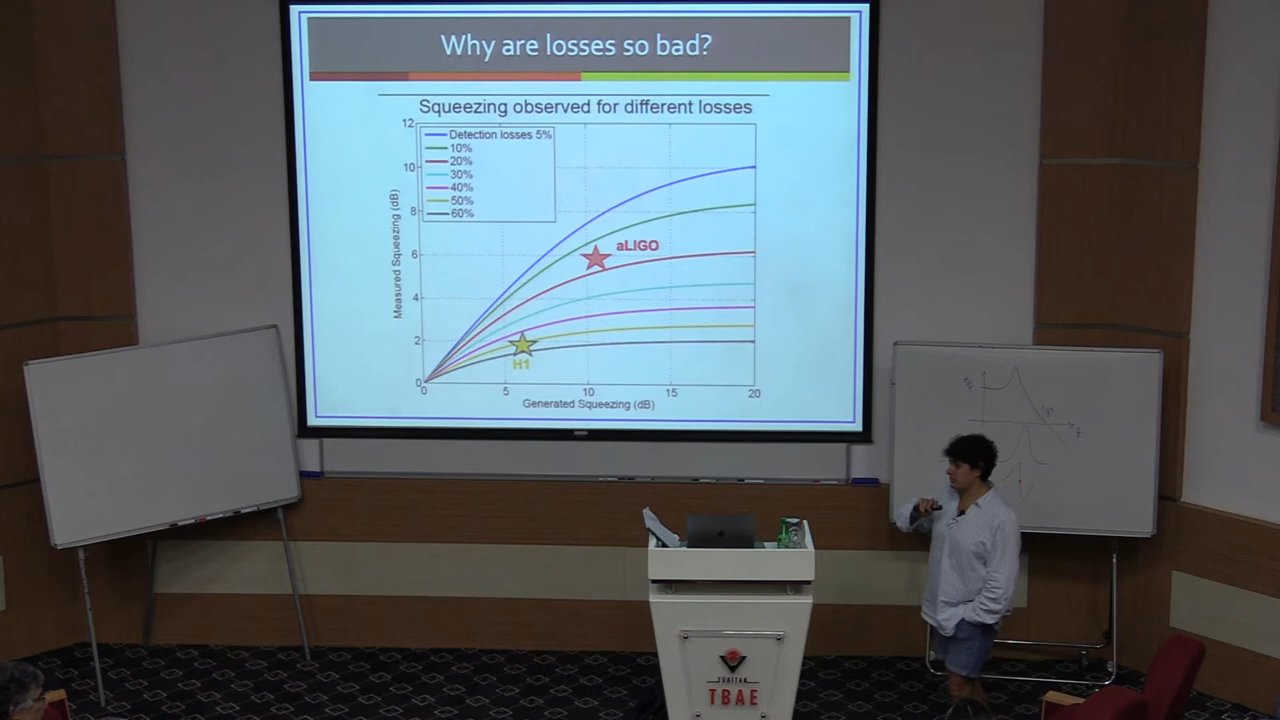 Why are losses so bad?
Squeezing observed for different losses
12
10
8
6
4
2
0
Measured Squeezing (dB)
Detection losses 5%
10%
20%
30%
40%
50%
60%
aLIGO
H1
0
5
10
15
20
Generated Squeezing (dB)
f
TÜBİTAK
TBAE